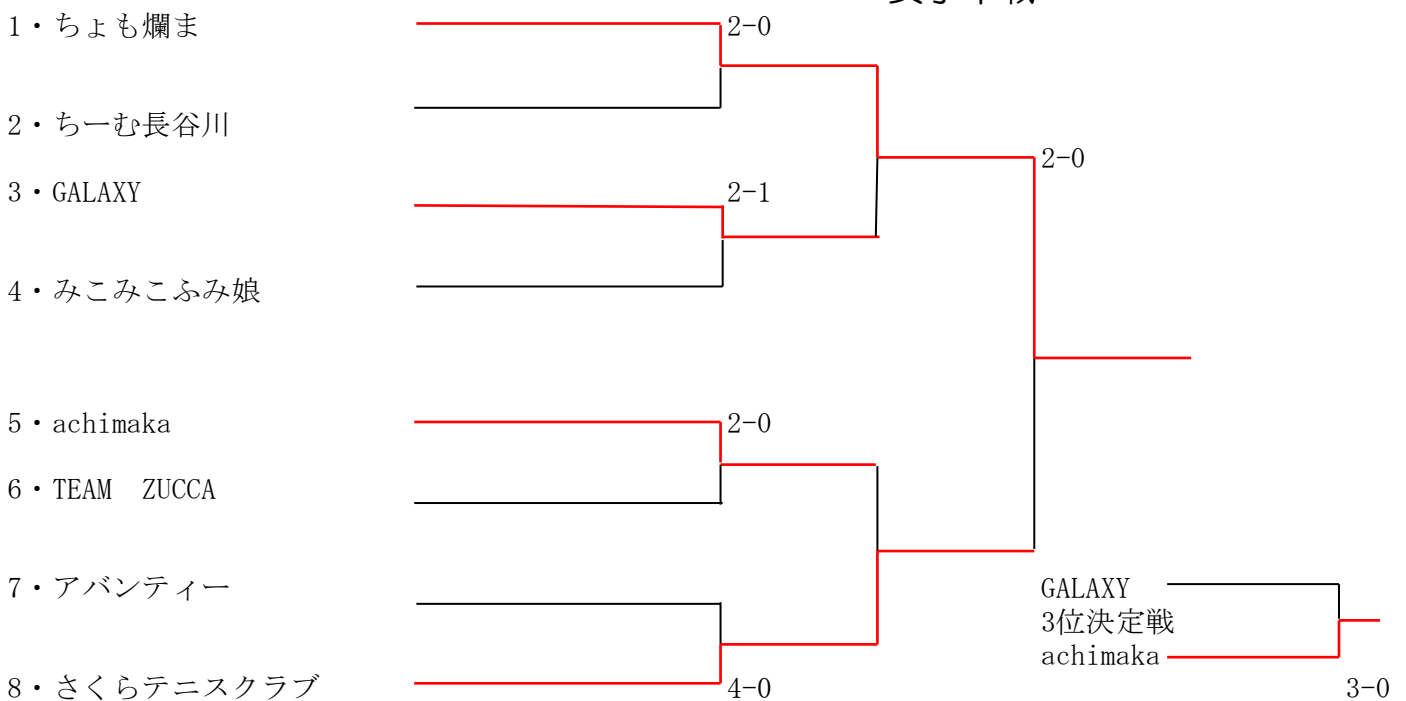 1・ちょも爛ま
2-0
2・ちーむ長谷川
2-0
3・GALAXY
2-1
4・みこみこふみ娘
5・achimaka
2-0
6・TEAM　ZUCCA
7・アバンティー
GALAXY
3位決定戦
achimaka
8・さくらテニスクラブ
4-0
3-0